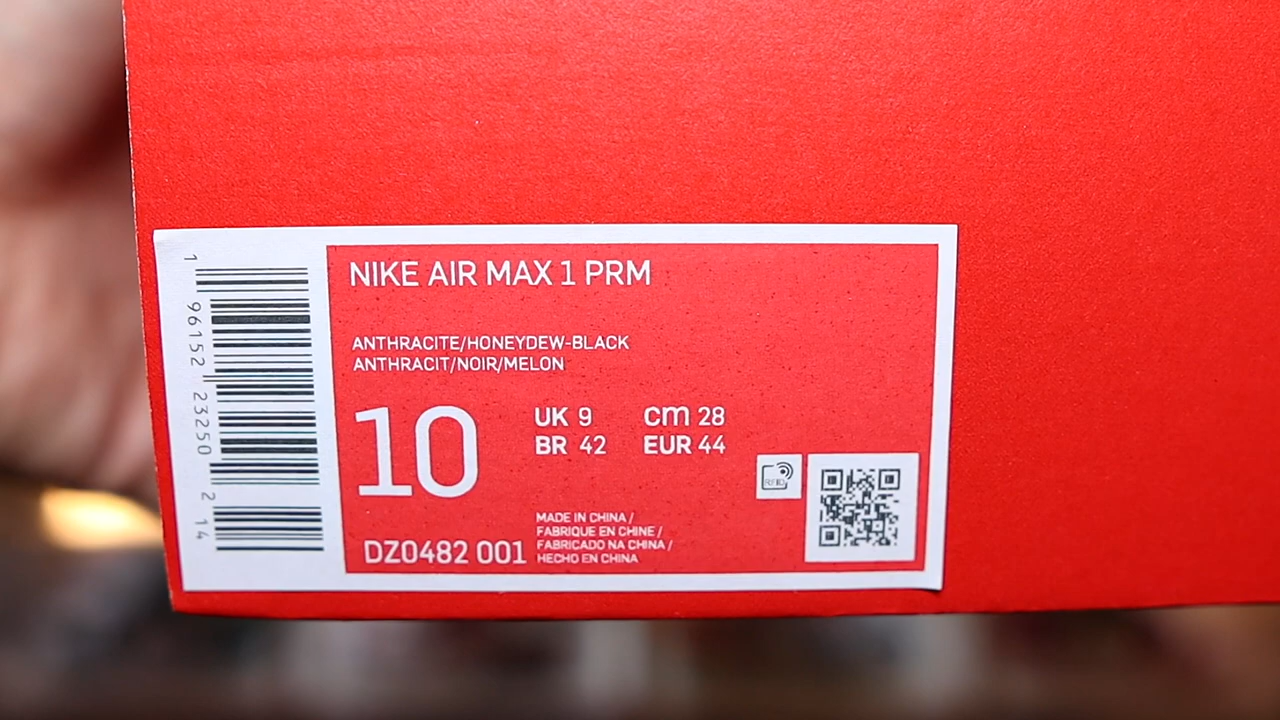 1
96152
23250
2
14
NIKE AIR MAX 1 PRM
ANTHRACITE/HONEYDEW-BLACK
ANTHRACIT/NOIR/MELON
10
UK 9 cm 28
BR 42 EUR 44
RFID
DZ0482 001
MADE IN CHINA /
FABRIQUE EN CHINE /
FABRICADO NA CHINA /
HECHO EN CHINA